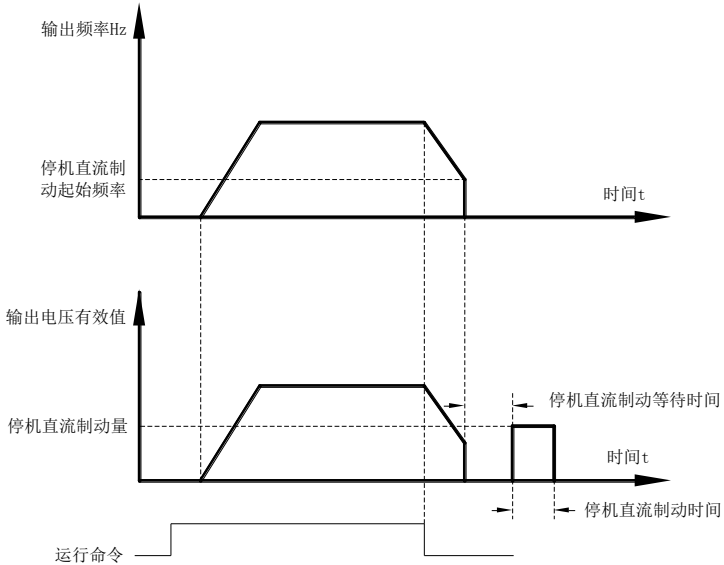 输出频率Hz
停机直流制
动起始频率
时间t
输出电压有效值
停机直流制动等待时间
停机直流制动量
时间t
停机直流制动时间
运行命令